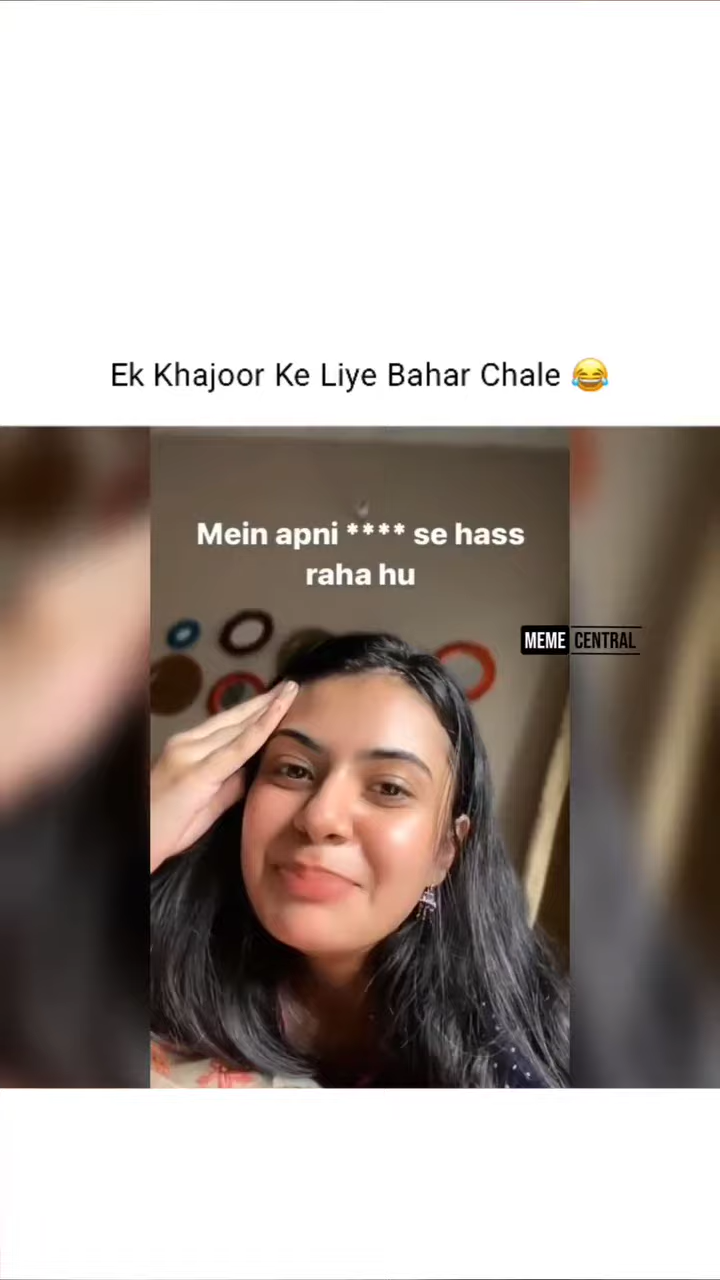 Ek Khajoor Ke Liye Bahar Chale 😂
Mein apni **** se hass
raha hu
MEME CENTRAL